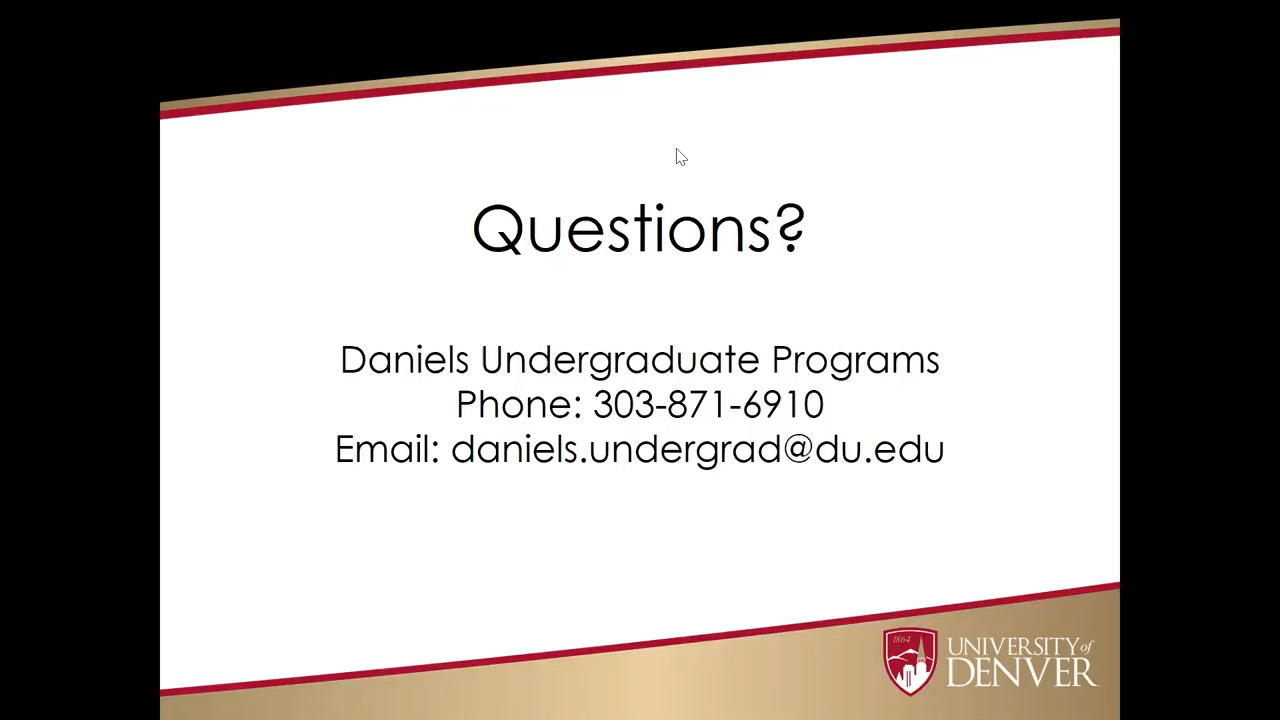 Questions?
Daniels Undergraduate Programs
Phone: 303-871-6910
Email: daniels.undergrad@du.edu
1864
UNIVERSITY of
DENVER